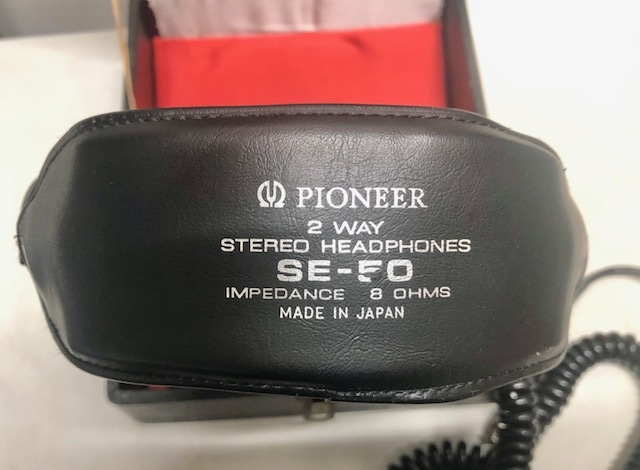 PIONEER
2 WAY
STEREO HEADPHONES
SE-50
IMPEDANCE 8 OHMS
MADE IN JAPAN